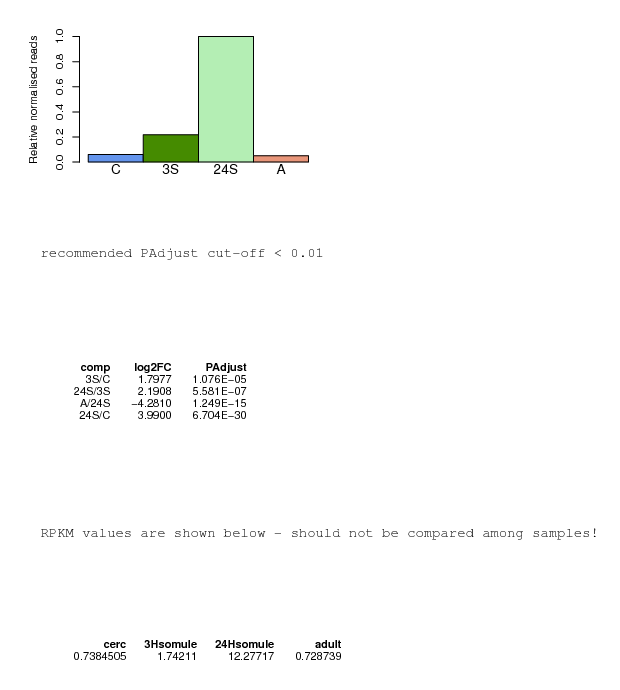 Relative normalised reads
1.0
0.8
0.6
0.4
0.2
0.0
C 3S 24S A
recommended PAdjust cut-off < 0.01
comp log2FC PAdjust
3S/C 1.7977 1.076E-05
24S/3S 2.1908 5.581E-07
A/24S -4.2810 1.249E-15
24S/C 3.9900 6.704E-30
RPKM values are shown below - should not be compared among samples!
cerc 3Hsomule 24Hsomule adult
0.7384505 1.74211 12.27717 0.728739